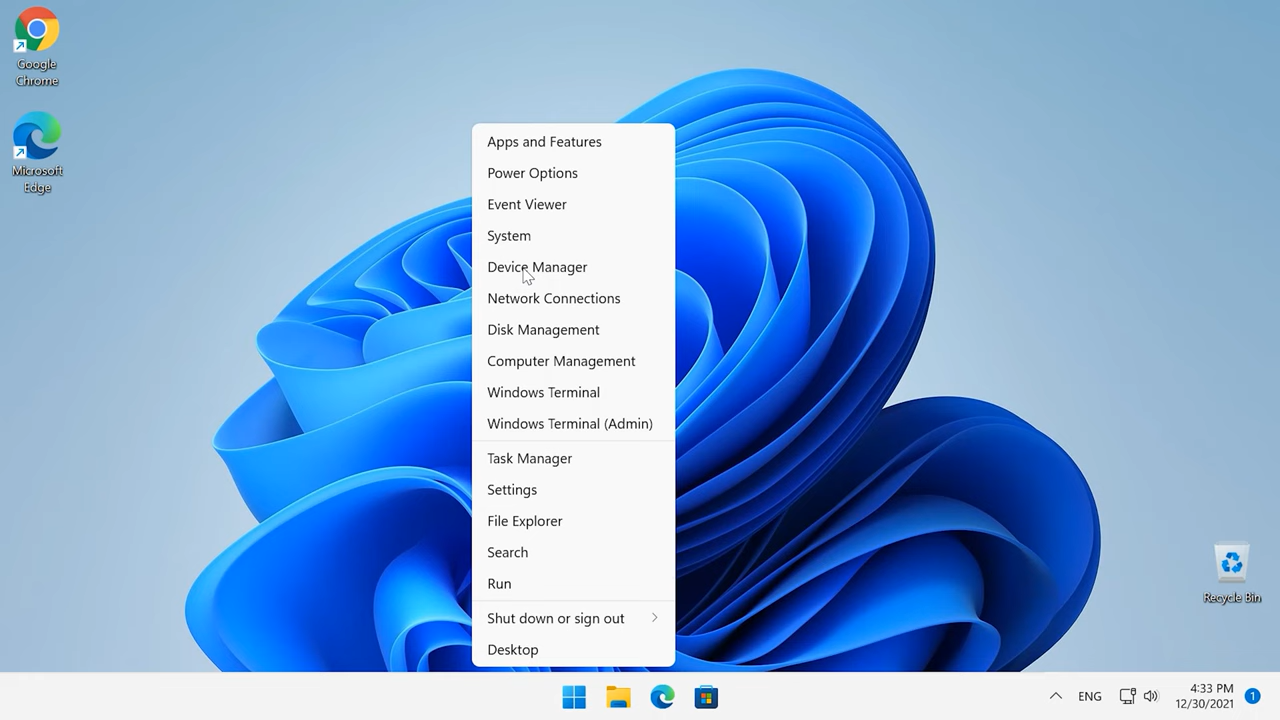 Google
Chrome
Microsoft
Edge
Apps and Features
Power Options
Event Viewer
System
Device Manager
Network Connections
Disk Management
Computer Management
Windows Terminal
Windows Terminal (Admin)
Task Manager
Settings
File Explorer
Search
Run
Shut down or sign out
Desktop
Recycle Bin
ENG
4:33 PM
12/30/2021
1